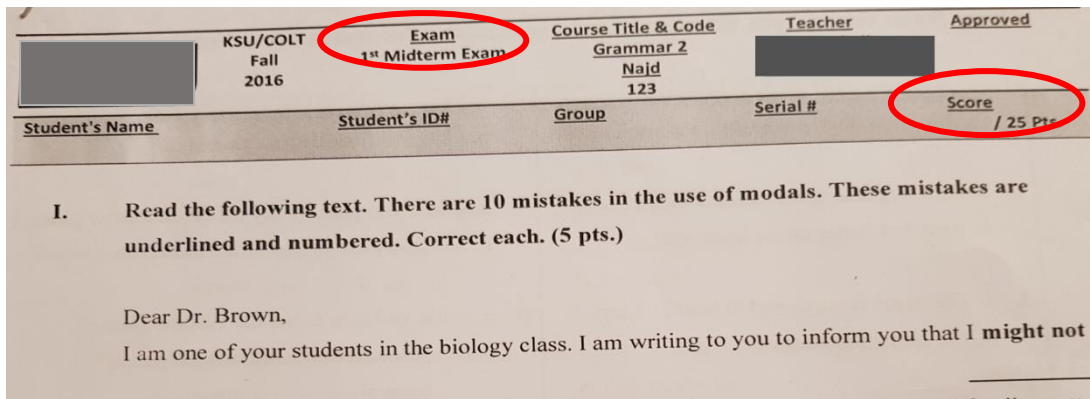 KSU/COLT
Fall
2016
Exam
1st Midterm Exam
Course Title & Code
Grammar 2
Najd
123
Teacher
Approved
Student's Name
Student's ID#
Group
Serial #
Score
/ 25 Pts
I. Read the following text. There are 10 mistakes in the use of modals. These mistakes are
underlined and numbered. Correct each. (5 pts.)
Dear Dr. Brown,
I am one of your students in the biology class. I am writing to you to inform you that I might not